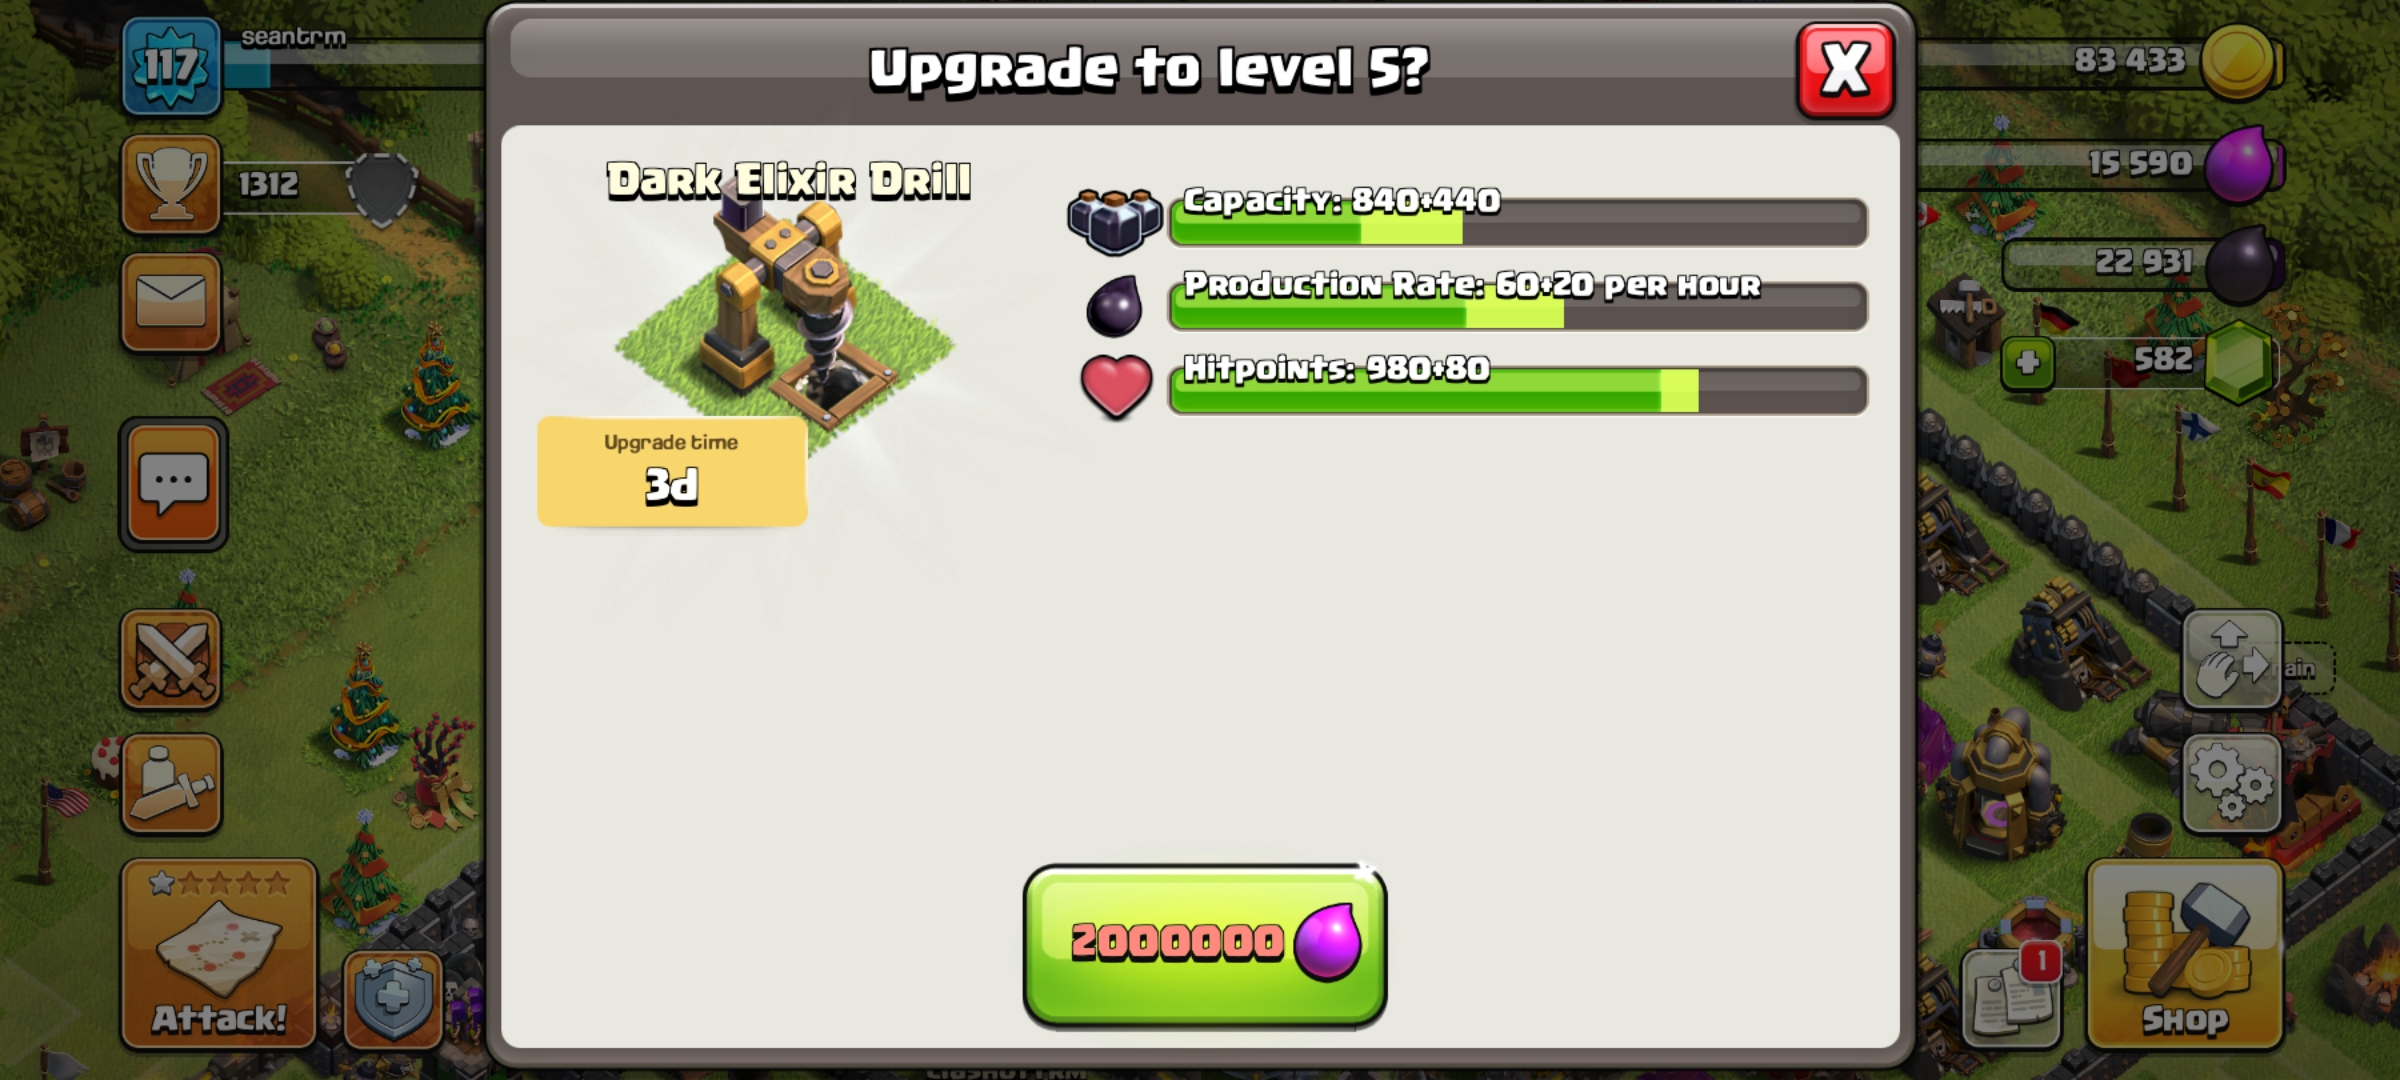 seantrm
117
1312
Upgrade to level 5?
X
83 433
15 590
22 931
582
Dark Elixir Drill
Capacity: 840+440
Production Rate: 60+20 per hour
Hitpoints: 980+80
Upgrade time
3d
2000000
Attack!
1
Shop